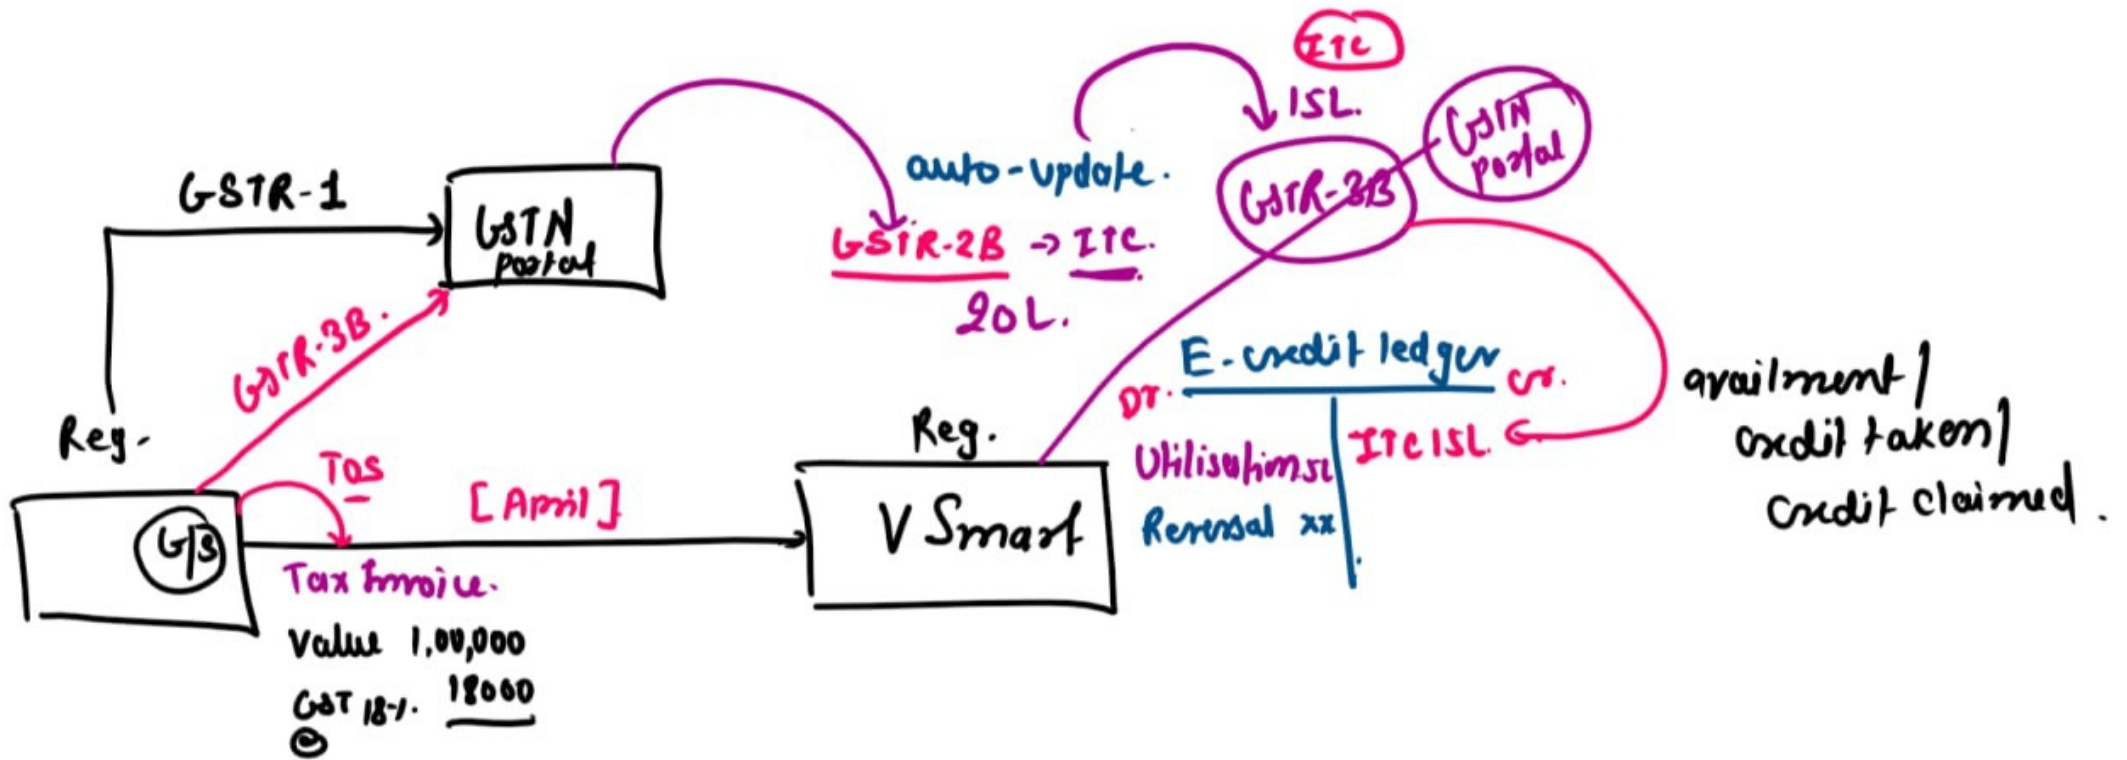 ITC
ISL.
GSTN
portal
auto-update.
GSTR-3B
GSTR-1
GSTN
portal
GSTR-2B → ITC.
20L.
GSTR-3B.
E-credit ledger
Dr.
Cr.
availment/
credit taken/
credit claimed.
Reg.
Reg.
ITC ISL.
Utilisation SL
Reversal xx
TOS
[April]
G/S
V Smart
Tax Invoice.
Value 1,00,000
GST 18%. 18000